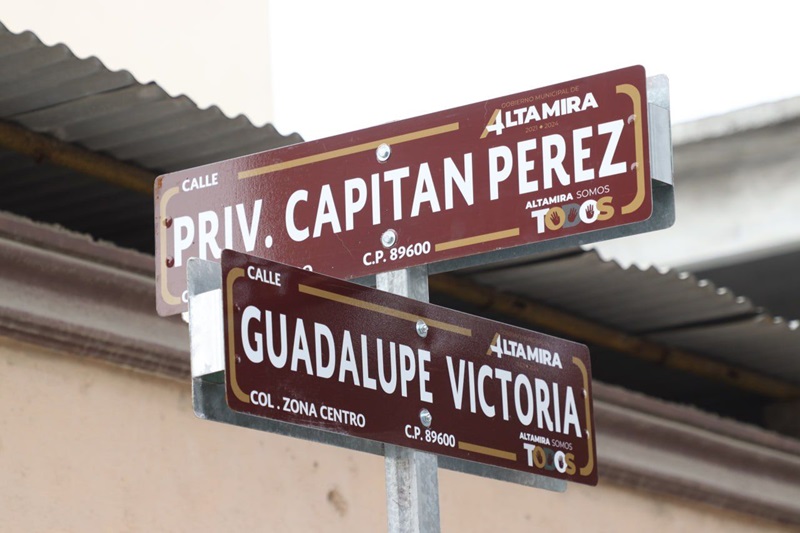 CALLE
GOBIERNO MUNICIPAL DE
ALTAMIRA
2021 • 2024
PRIV. CAPITAN PEREZ
C.P. 89600
ALTAMIRA SOMOS
TODOS
CALLE
ALTAMIRA
GUADALUPE VICTORIA
COL. ZONA CENTRO
C.P. 89600
ALTAMIRA SOMOS
TODOS